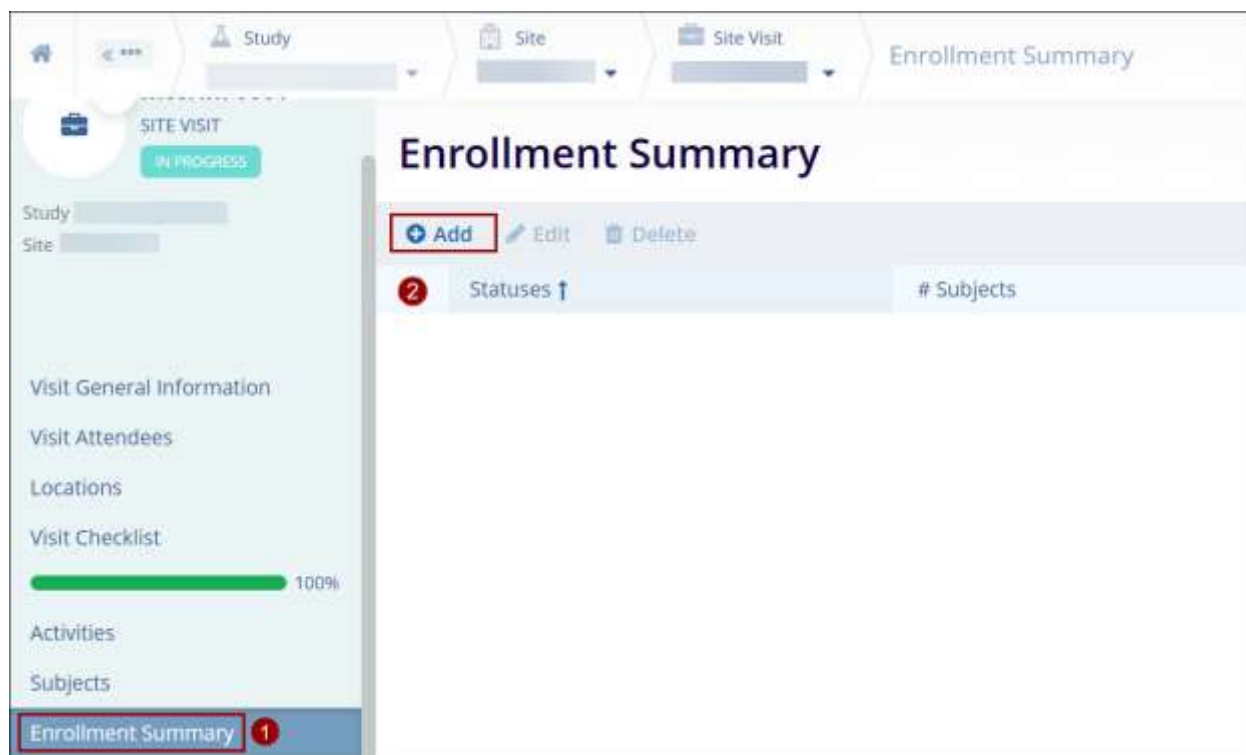 Study
Site
Site Visit
Enrollment Summary
SITE VISIT
IN PROGRESS
Study
Site
Visit General Information
Visit Attendees
Locations
Visit Checklist
100%
Activities
Subjects
Enrollment Summary 1
Enrollment Summary
Add Edit Delete
2 Statuses # Subjects